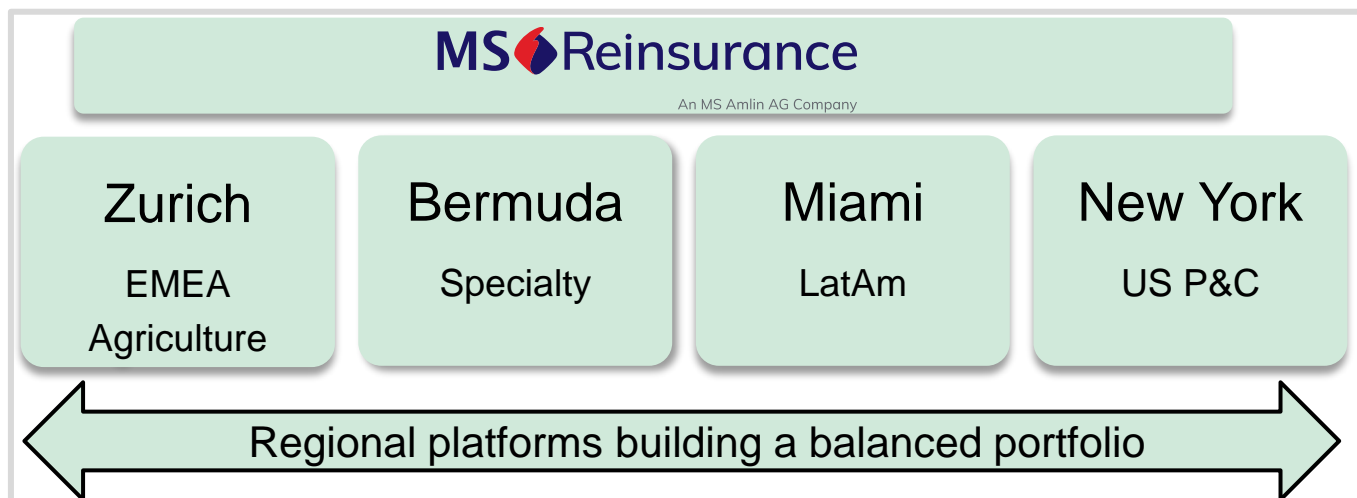 MS Reinsurance
An MS Amlin AG Company
Zurich
EMEA
Agriculture
Bermuda
Specialty
Miami
LatAm
New York
US P&C
Regional platforms building a balanced portfolio